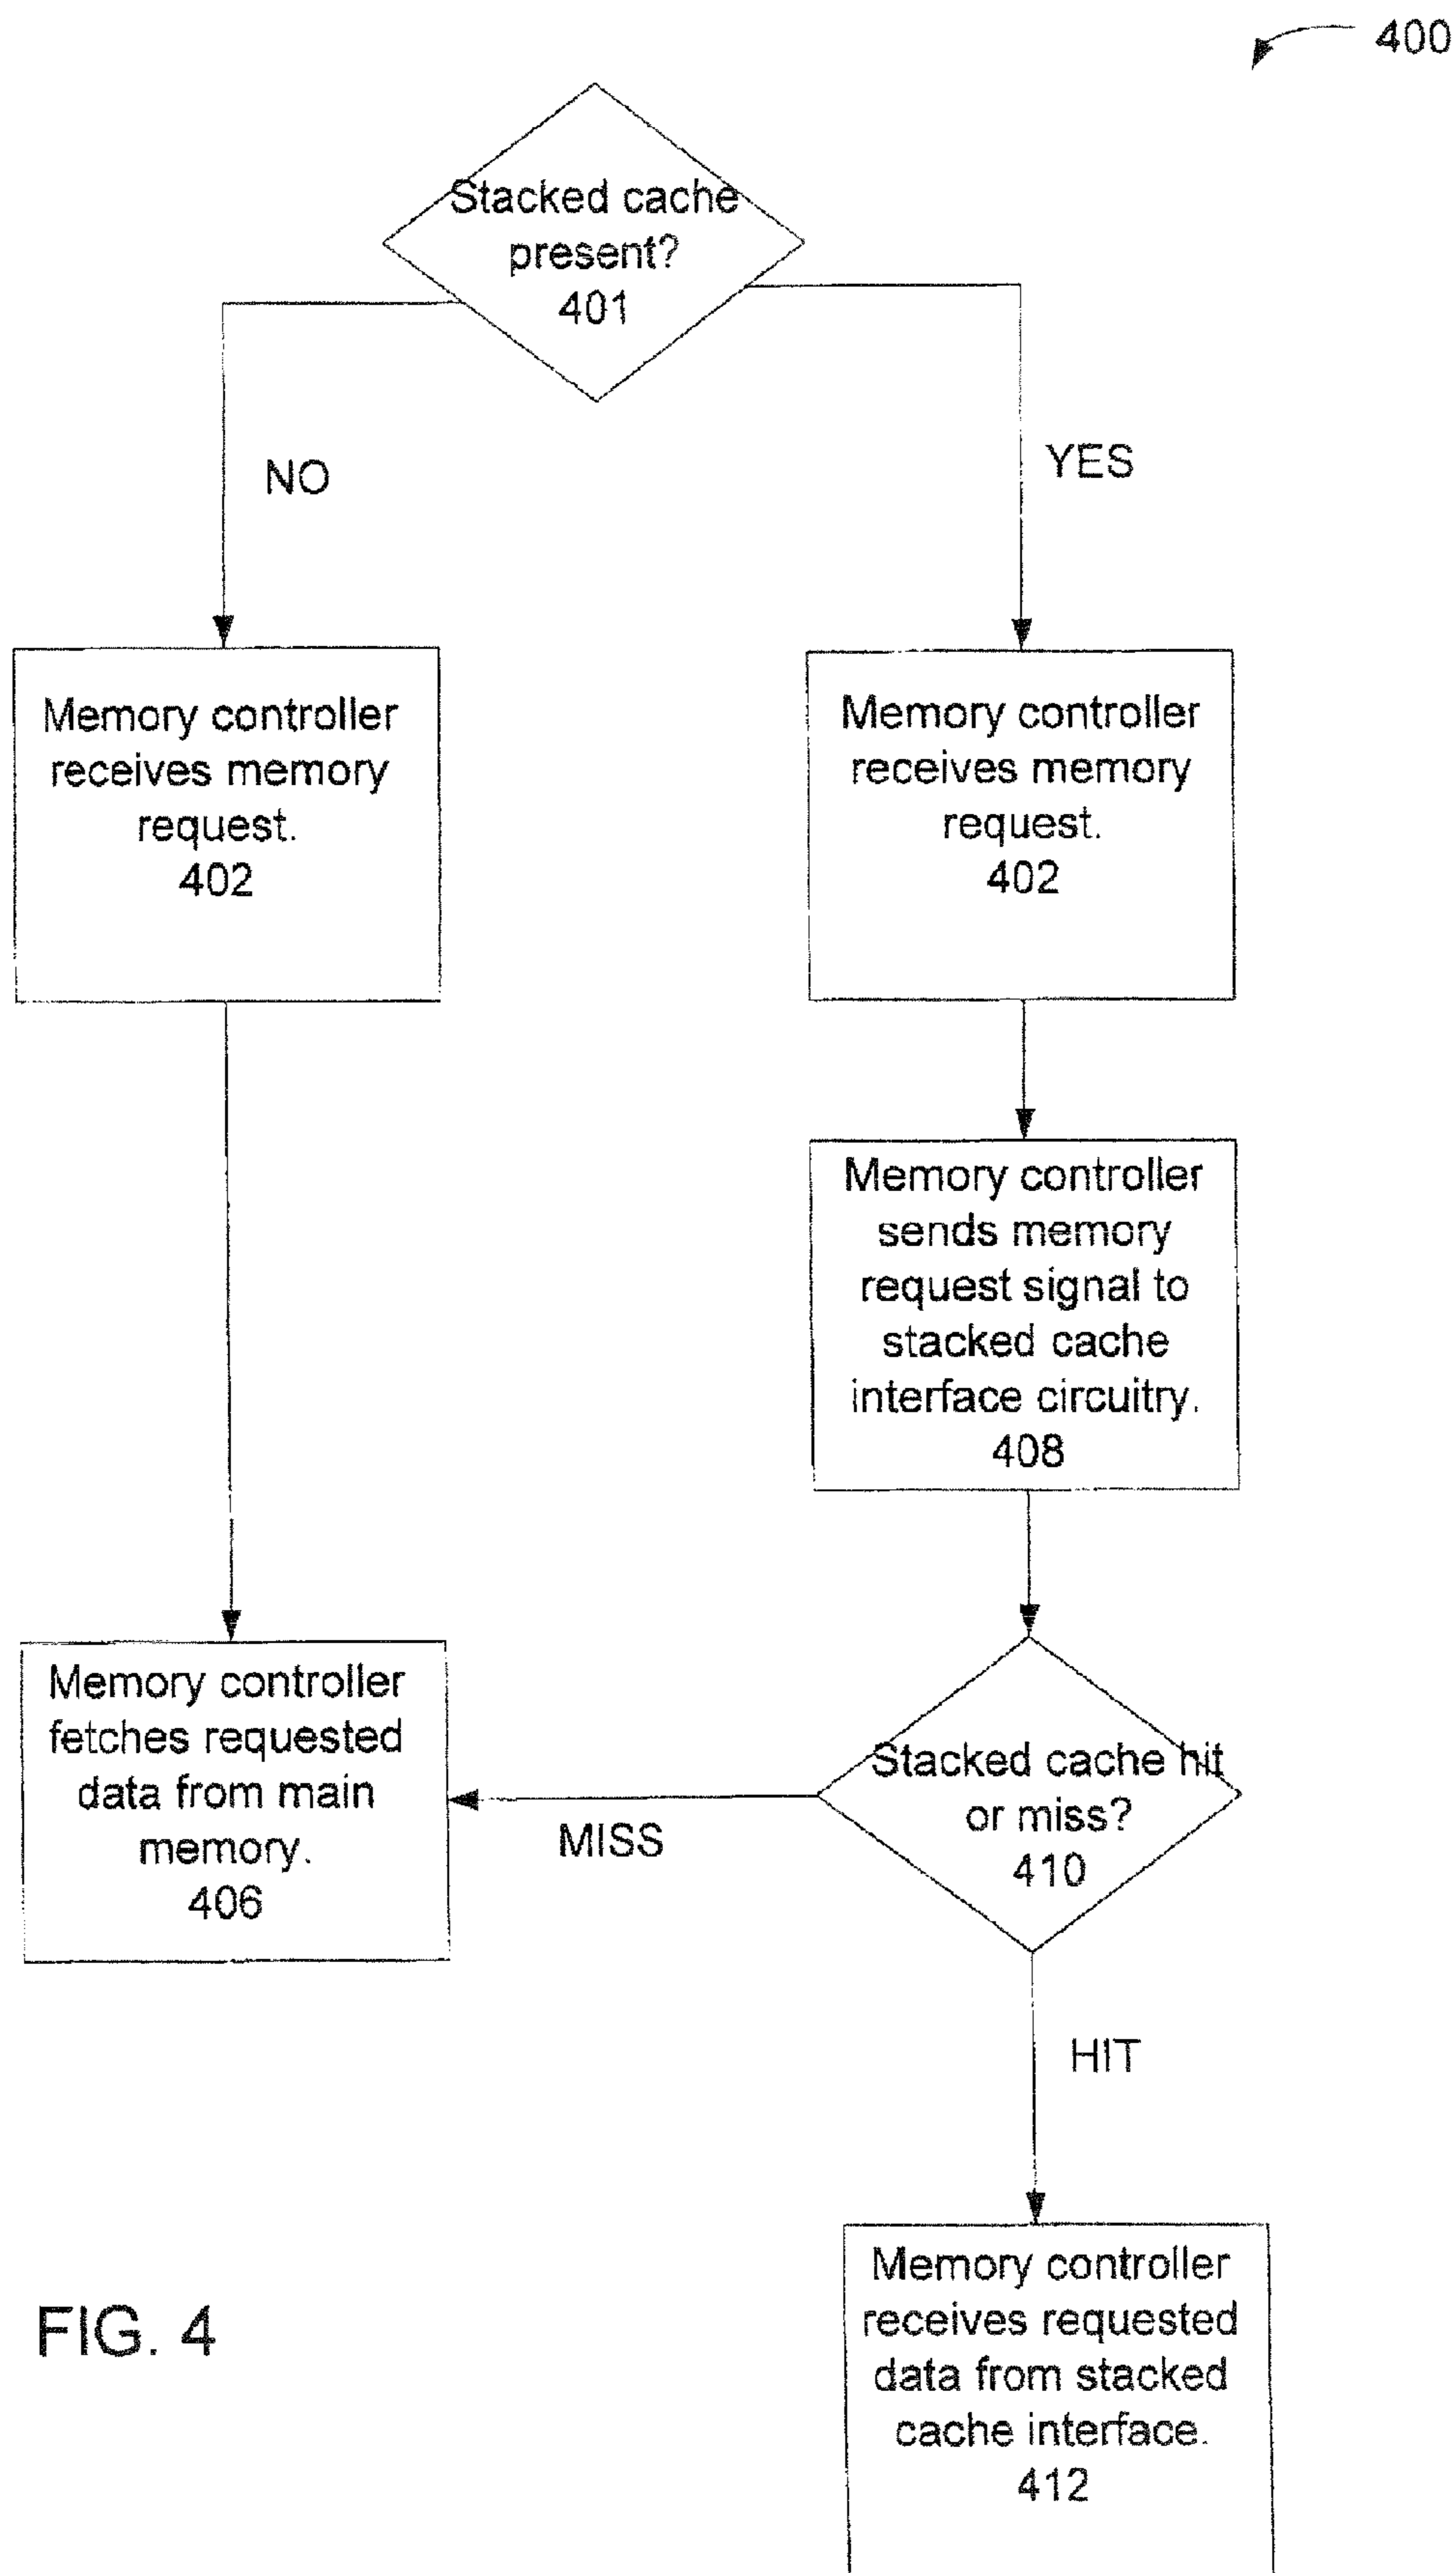 400
Stacked cache
present?
401
NO
YES
Memory controller
receives memory
request.
402
Memory controller
receives memory
request.
402
Memory controller
sends memory
request signal to
stacked cache
interface circuitry.
408
Memory controller
fetches requested
data from main
memory.
406
MISS
Stacked cache hit
or miss?
410
HIT
Memory controller
receives requested
data from stacked
cache interface.
412
FIG. 4